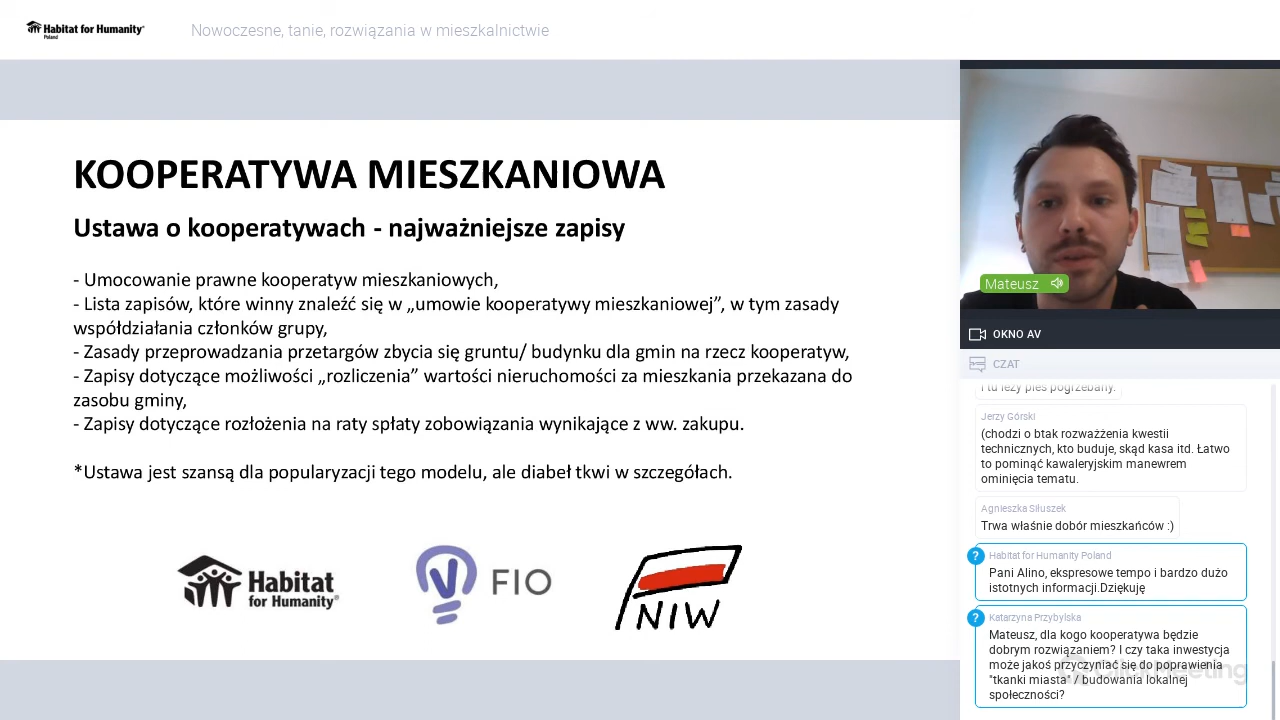 Habitat for Humanity®
Poland
Nowoczesne, tanie, rozwiązania w mieszkalnictwie
KOOPERATYWA MIESZKANIOWA
Ustawa o kooperatywach - najważniejsze zapisy
- Umocowanie prawne kooperatyw mieszkaniowych,
- Lista zapisów, które winny znaleźć się w „umowie kooperatywy mieszkaniowej”, w tym zasady
współdziałania członków grupy,
- Zasady przeprowadzania przetargów zbycia się gruntu/ budynku dla gmin na rzecz kooperatyw,
- Zapisy dotyczące możliwości „rozliczenia” wartości nieruchomości za mieszkania przekazana do
zasobu gminy,
- Zapisy dotyczące rozłożenia na raty spłaty zobowiązania wynikające z ww. zakupu.
*Ustawa jest szansą dla popularyzacji tego modelu, ale diabeł tkwi w szczegółach.
Habitat
for Humanity®
FIO
NIW
Mateusz
OKNO AV
CZAT
i tu leży pies pogrzebany.
Jerzy Górski
(chodzi o btak rozważżenia kwestii
technicznych, kto buduje, skąd kasa itd. Łatwo
to pominąć kawaleryjskim manewrem
ominięcia tematu.
Agnieszka Siłuszek
Trwa właśnie dobór mieszkańców :)
?
Habitat for Humanity Poland
Pani Alino, ekspresowe tempo i bardzo dużo
istotnych informacji.Dziękuję
?
Katarzyna Przybylska
Mateusz, dla kogo kooperatywa będzie
dobrym rozwiązaniem? I czy taka inwestycja
może jakoś przyczyniać się do poprawienia
"tkanki miasta" / budowania lokalnej
społeczności?
ClickMeeting